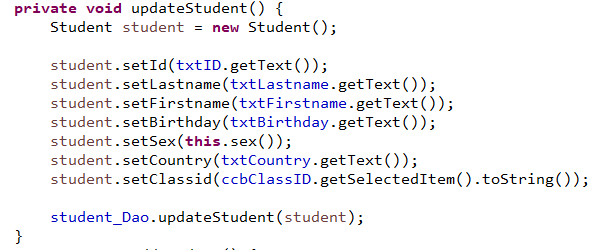 private void updateStudent() {
Student student = new Student();
student.setId(txtID.getText());
student.setLastname(txtLastname.getText());
student.setFirstname(txtFirstname.getText());
student.setBirthday(txtBirthday.getText());
student.setSex(this.sex());
student.setCountry(txtCountry.getText());
student.setClassid(ccbClassID.getSelectedItem().toString());
student_Dao.updateStudent(student);
}